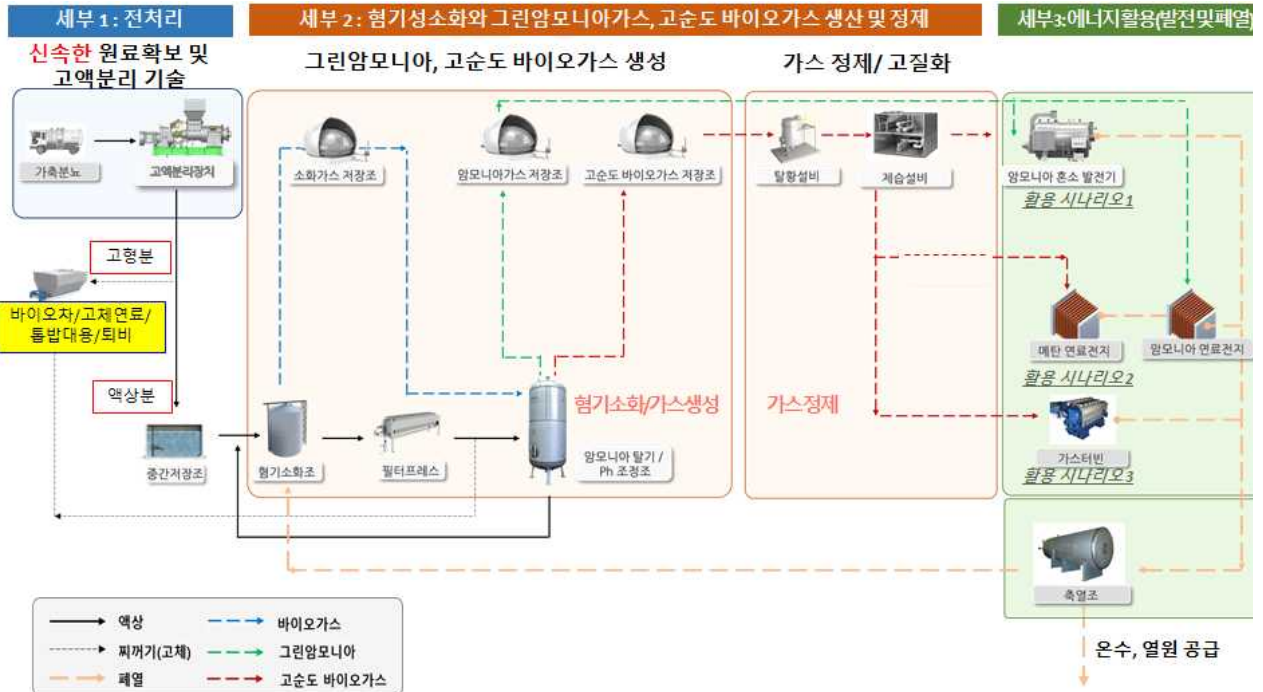 세부 1 : 전처리
세부 2 : 혐기성소화와 그린암모니아가스, 고순도 바이오가스 생산 및 정제
세부3:에너지활용(발전및폐열)
신속한 원료확보 및
고액분리 기술
그린암모니아, 고순도 바이오가스 생성
가스 정제/ 고질화
가축분뇨
고액분리장치
소화가스 저장조
암모니아가스 저장조
고순도 바이오가스 저장조
탈황설비
제습설비
암모니아 혼소 발전기
활용 시나리오1
고형분
바이오차/고체연료/
톱밥대용/퇴비
메탄 연료전지
암모니아 연료전지
활용 시나리오2
액상분
혐기소화/가스생성
가스정제
중간저장조
혐기소화조
필터프레스
암모니아 탈기 /
Ph 조정조
가스터빈
활용 시나리오3
축열조
온수, 열원 공급
액상
바이오가스
찌꺼기(고체)
그린암모니아
폐열
고순도 바이오가스